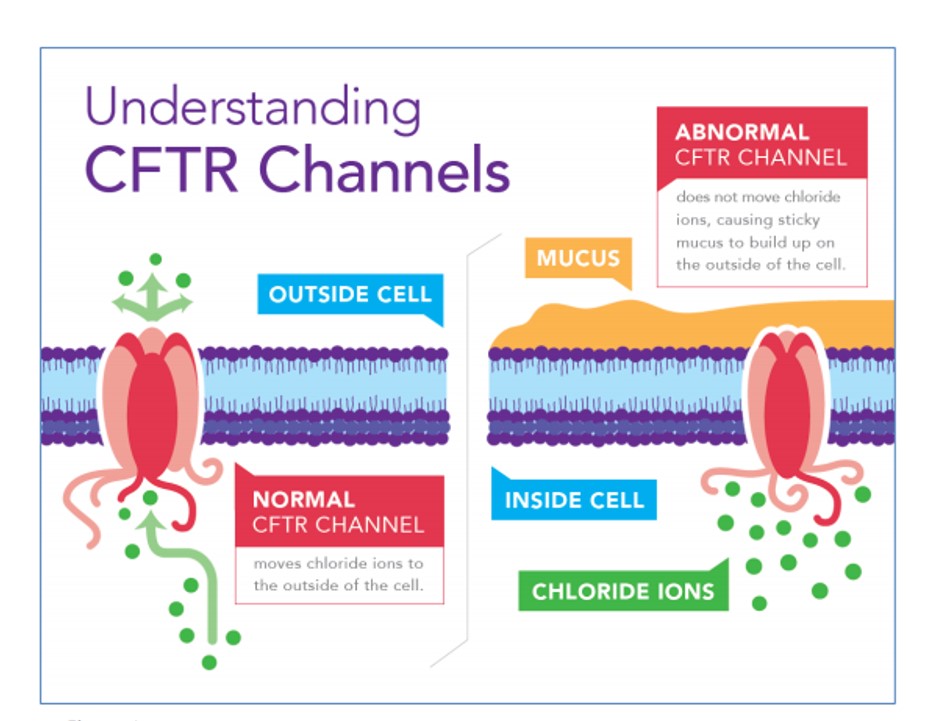 Understanding
CFTR Channels
OUTSIDE CELL
NORMAL
CFTR CHANNEL
moves chloride ions to
the outside of the cell.
MUCUS
ABNORMAL
CFTR CHANNEL
does not move chloride
ions, causing sticky
mucus to build up on
the outside of the cell.
INSIDE CELL
CHLORIDE IONS